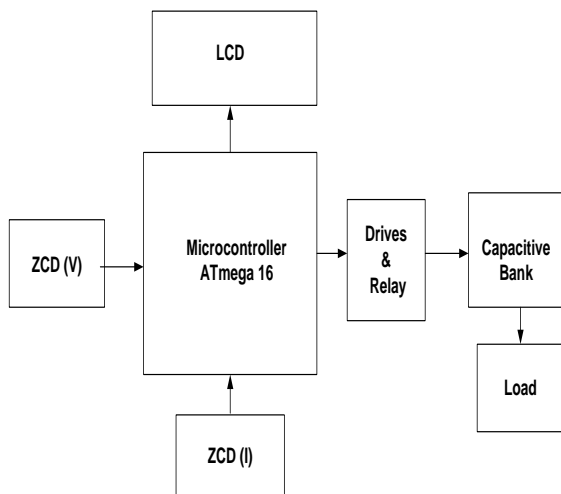 LCD
Microcontroller
ATmega 16
ZCD (V)
Drives
&
Relay
Capacitive
Bank
Load
ZCD (I)